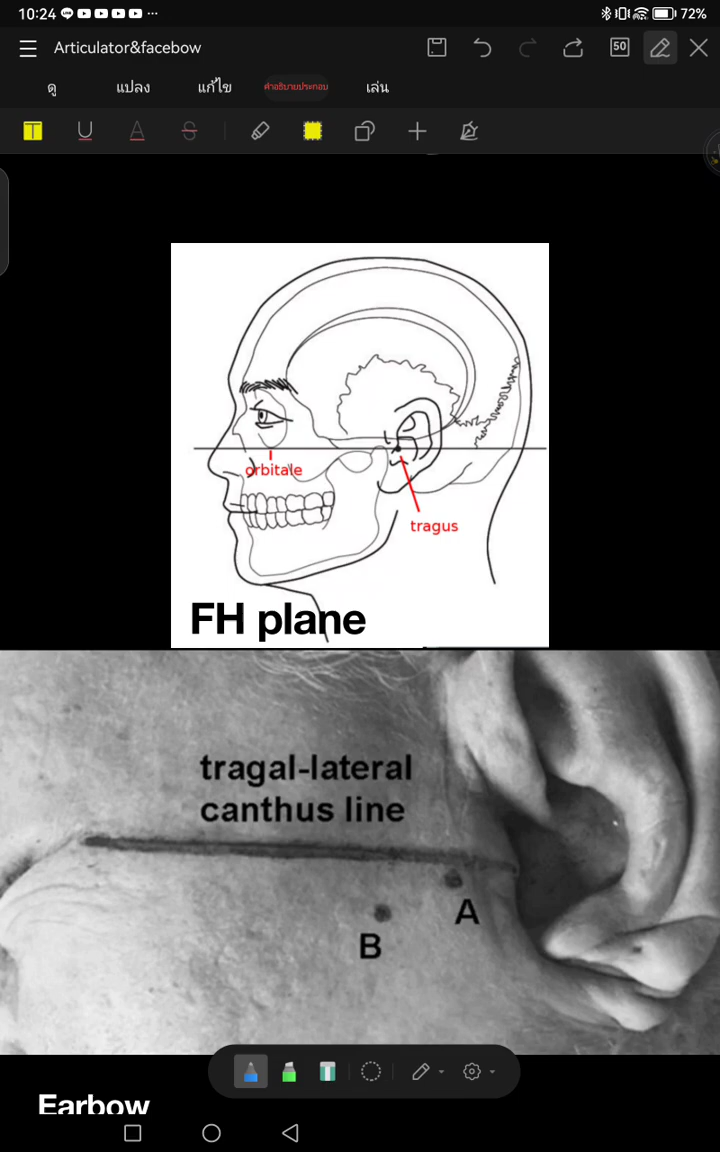 10:24
72%
Articulator&facebow
50
ดู แปลง แก้ไข คำอธิบายประกอบ เล่น
T U A S
orbitale
tragus
FH plane
tragal-lateral
canthus line
A
B
Earbow